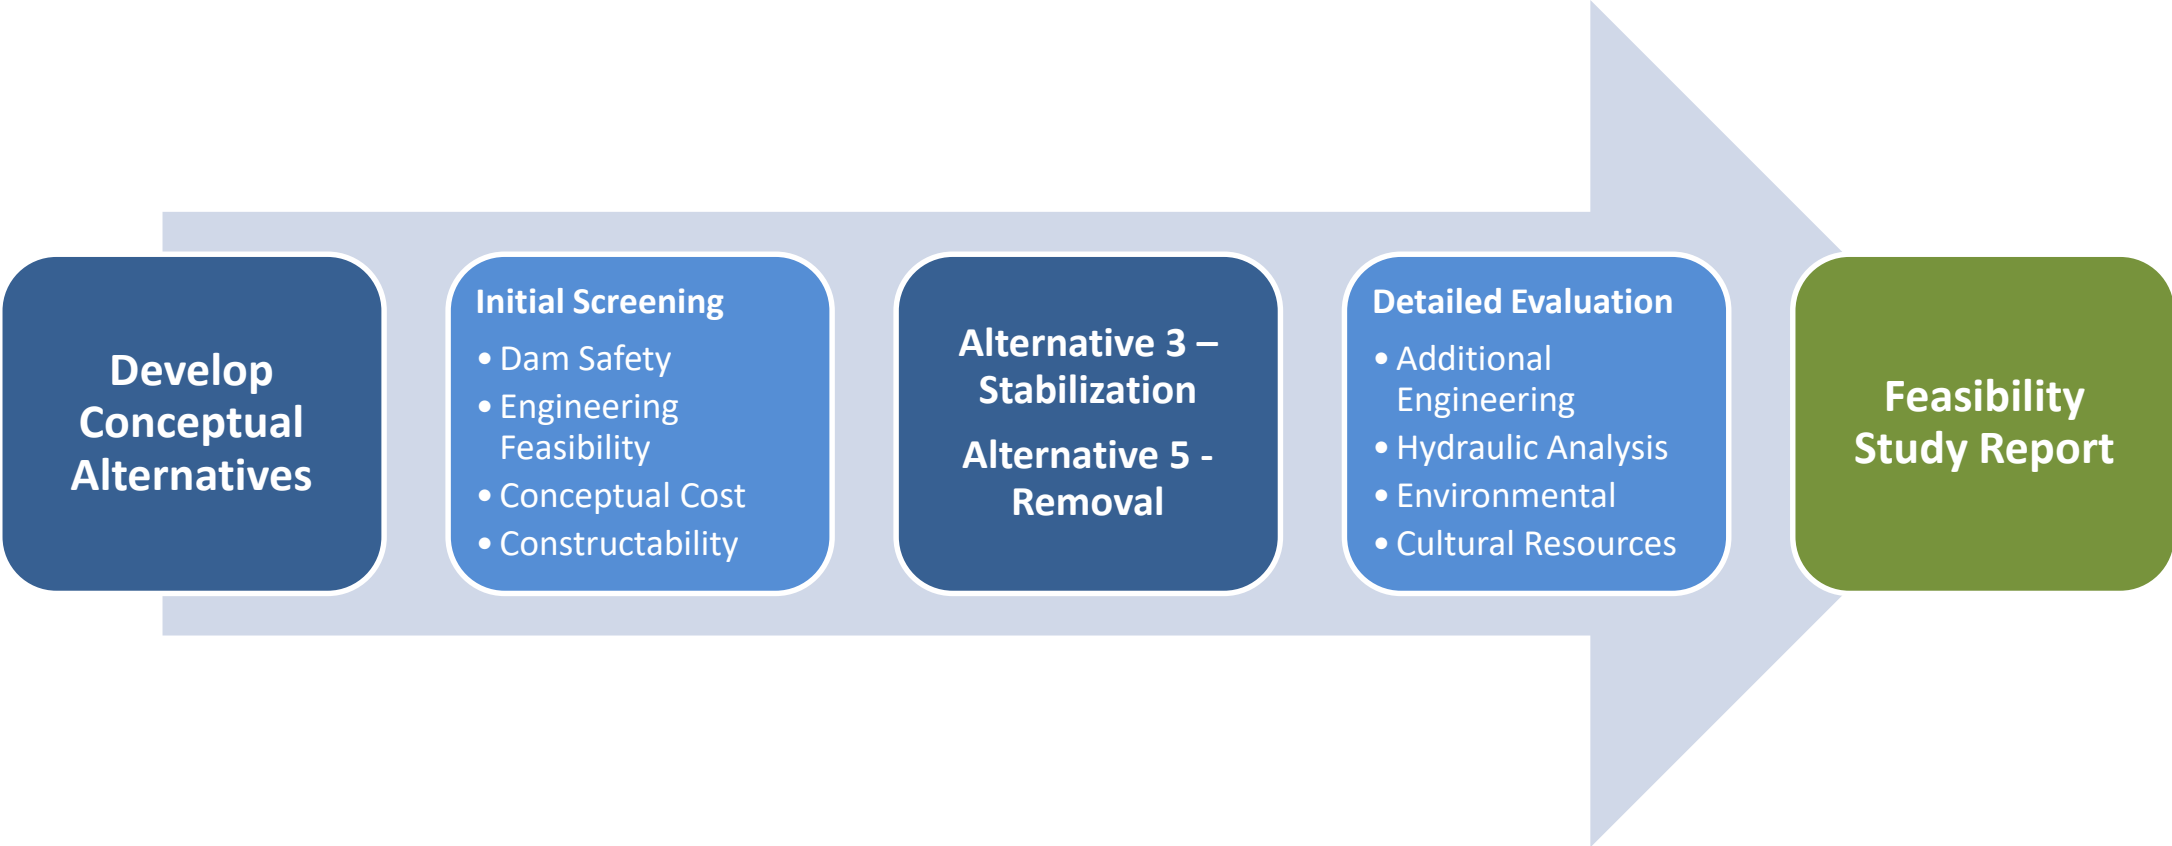 Develop
Conceptual
Alternatives
Initial Screening
• Dam Safety
• Engineering
Feasibility
• Conceptual Cost
• Constructability
Alternative 3 –
Stabilization
Alternative 5 -
Removal
Detailed Evaluation
• Additional
Engineering
• Hydraulic Analysis
• Environmental
• Cultural Resources
Feasibility
Study Report